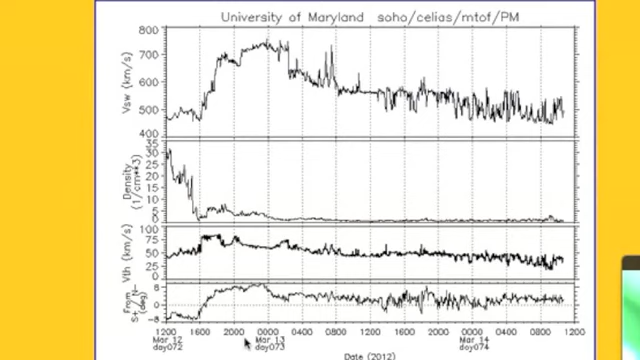 University of Maryland soho/celias/mtof/PM
Vsw (km/s)
800
700
600
500
400
Density (1/cm**3)
35
30
25
20
15
10
5
0
Vth (km/s)
100
75
50
25
0
From S+/N- (deg)
8
0
-8
1200 1600 2000 0000 0400 0800 1200 1600 2000 0000 0400 0800 1200
Mar 12 Mar 13 Mar 14
day072 day073 day074
Date (2012)